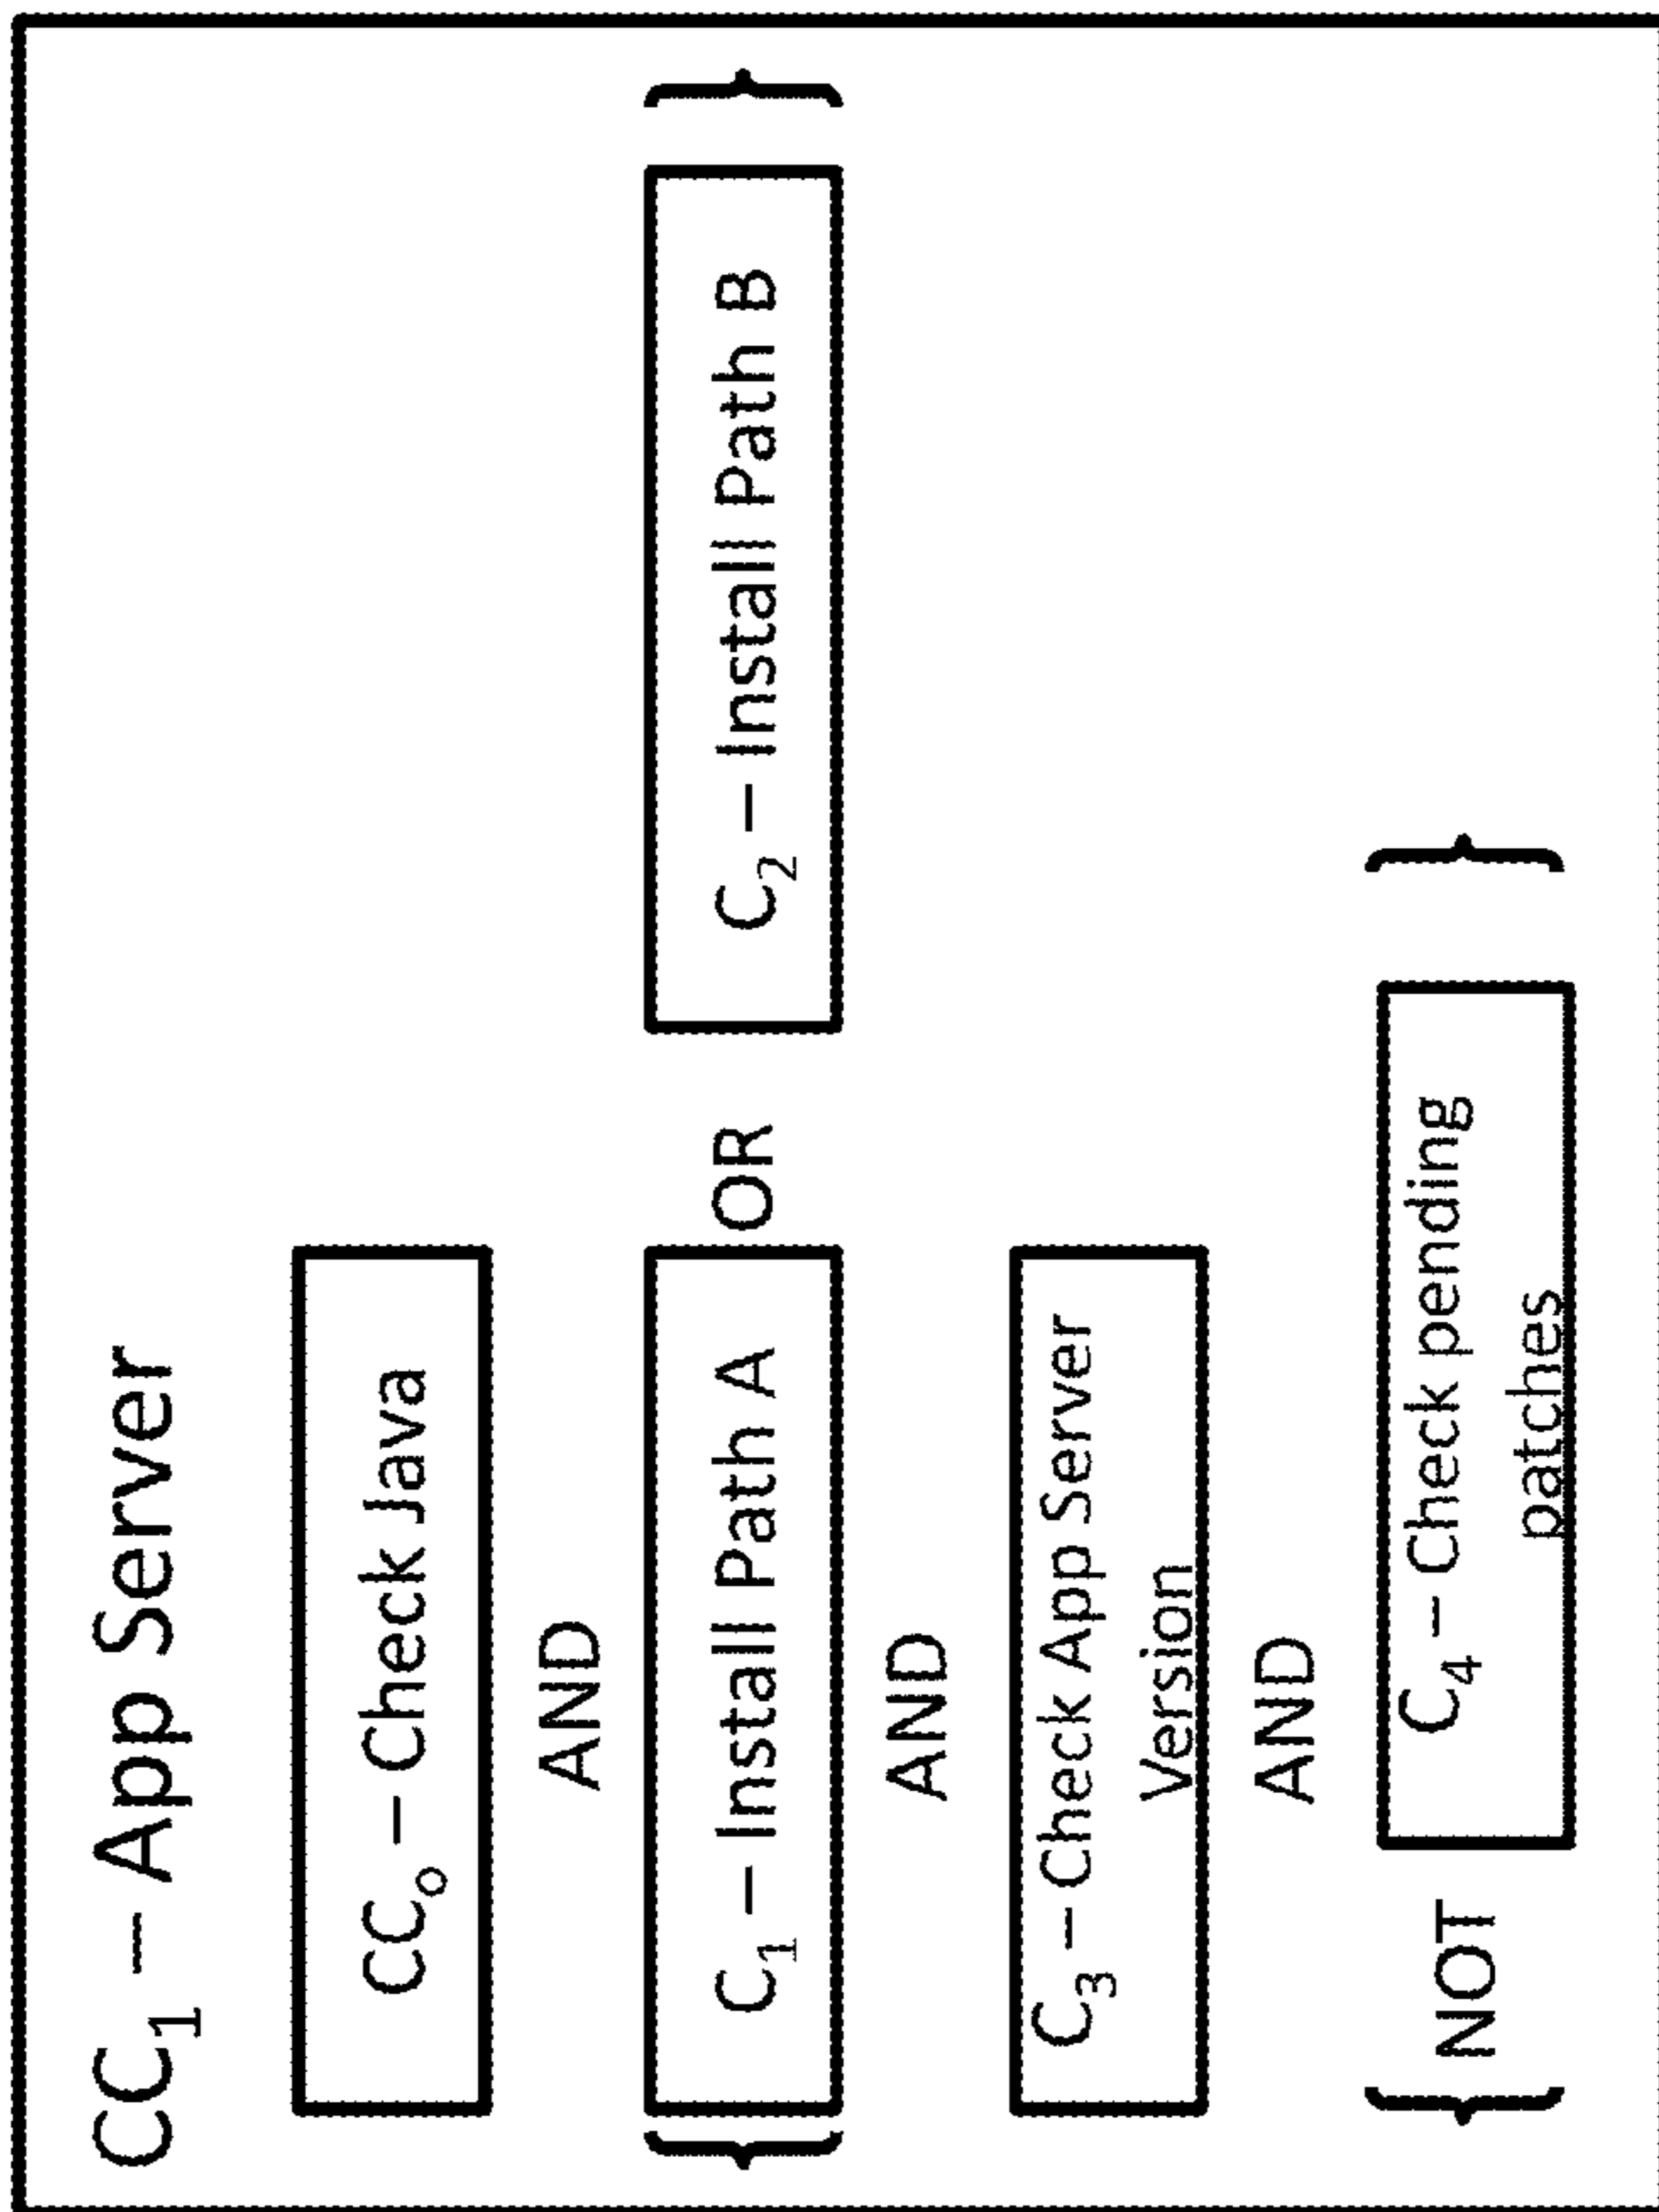 CC1 – App Server
CCo – Check Java
AND
{ C1 – Install Path A OR C2 – Install Path B }
AND
C3 – Check App Server
Version
AND
{ NOT C4 – Check pending
patches }